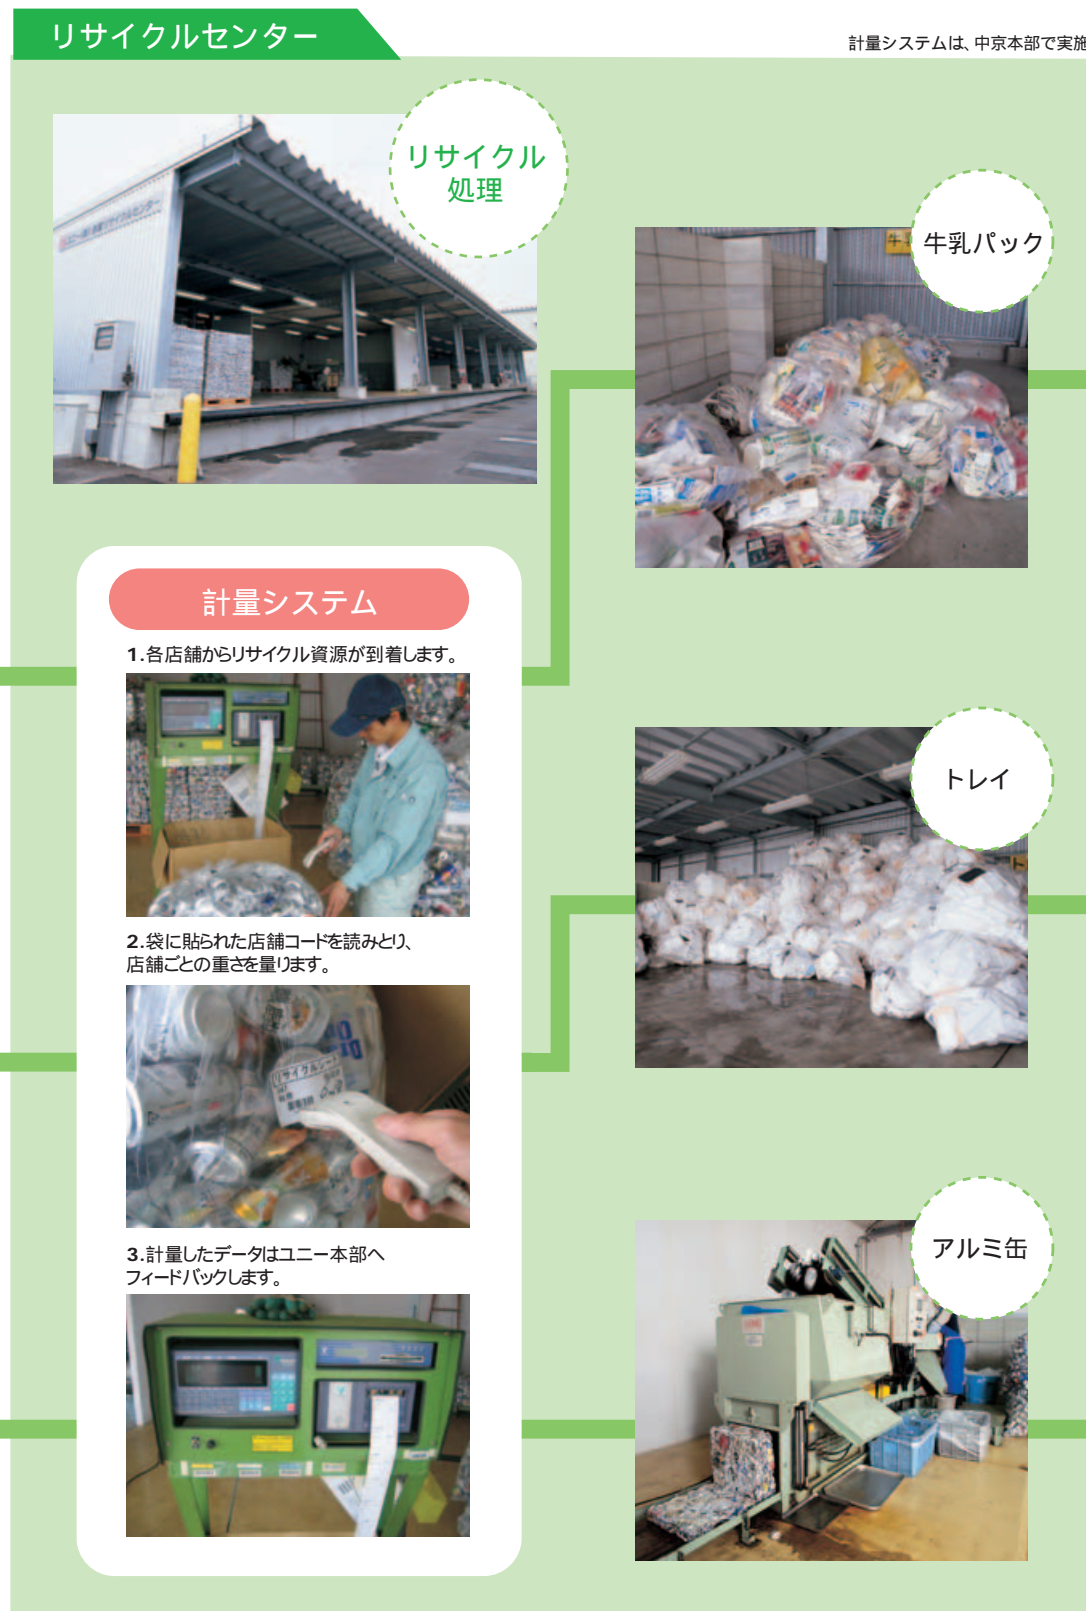 リサイクルセンター
計量システムは、中京本部で実施
リサイクル
処理
牛乳パック
計量システム
1.各店舗からリサイクル資源が到着します。
トレイ
2.袋に貼られた店舗コードを読みとり、
店舗ごとの重さを量ります。
リサイクル
3.計量したデータはユニー本部へ
フィードバックします。
アルミ缶